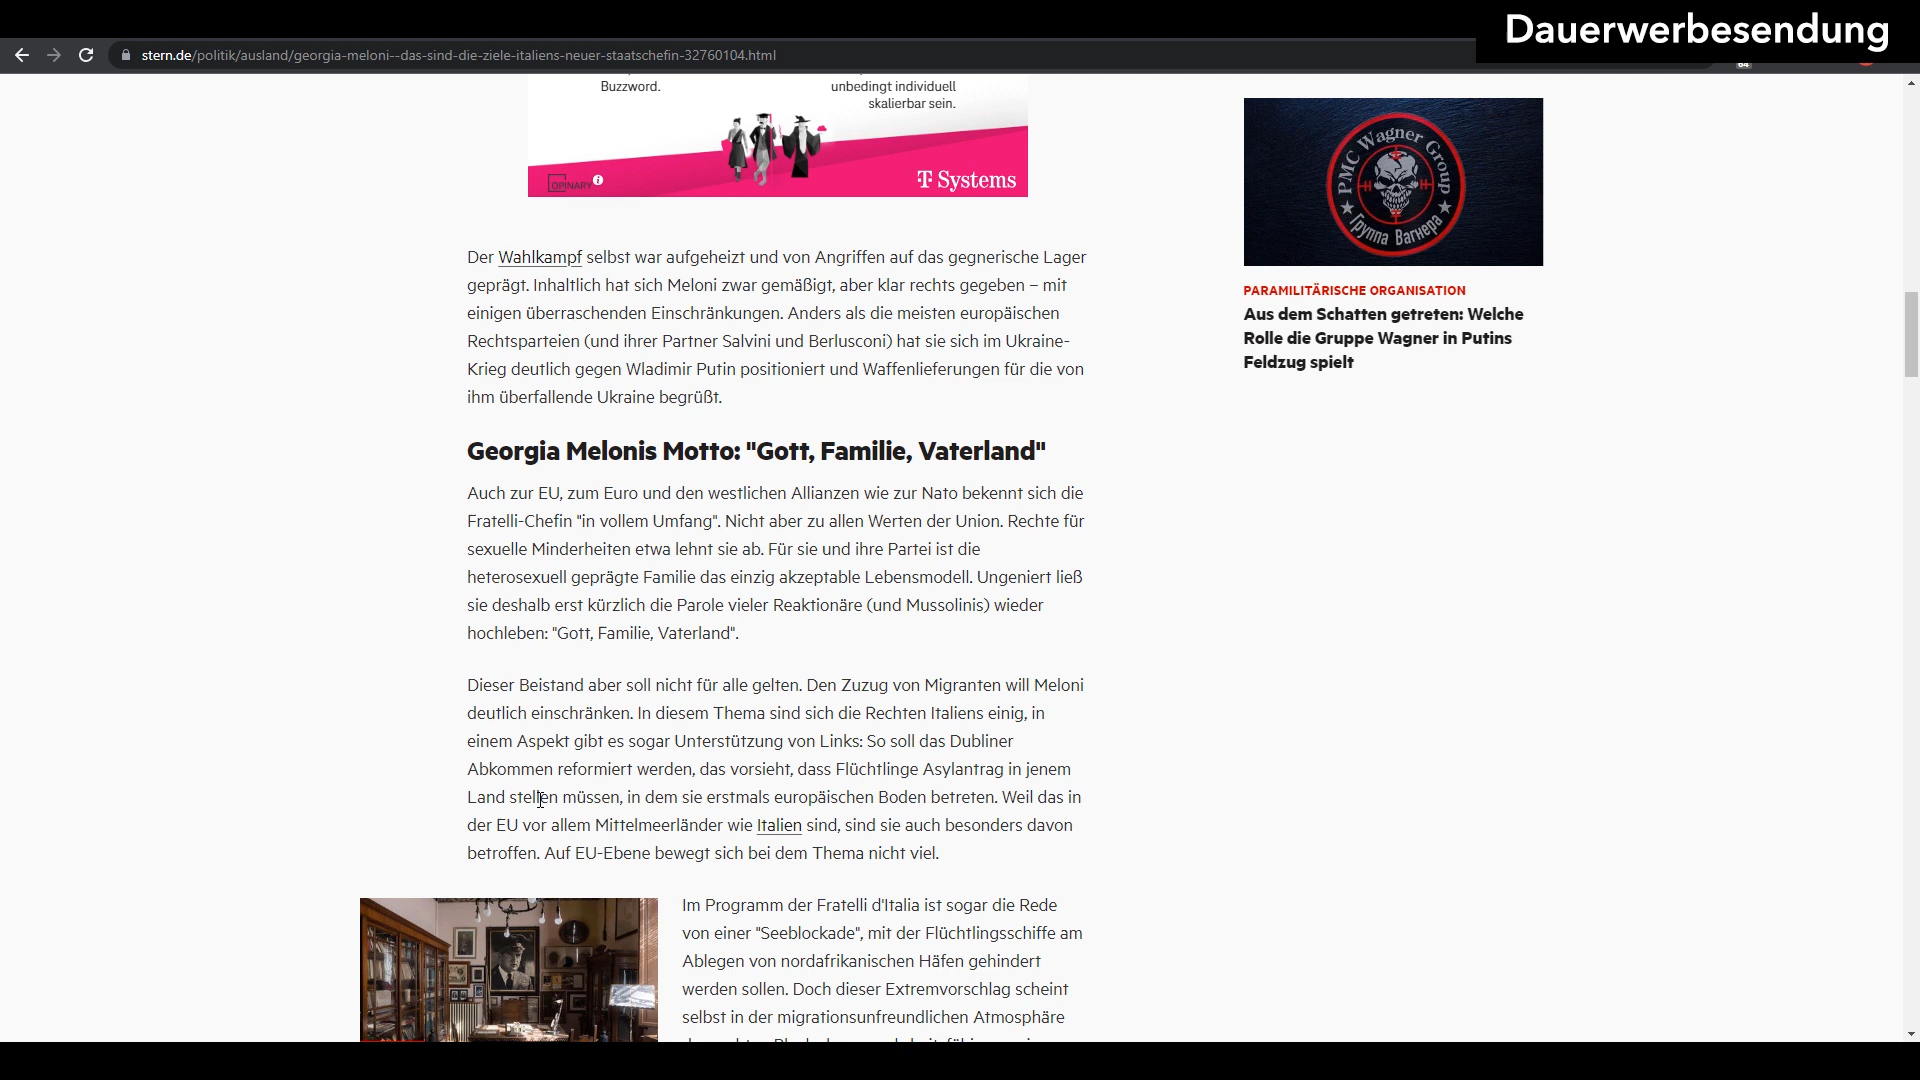 Dauerwerbesendung
stern.de/politik/ausland/georgia-meloni--das-sind-die-ziele-italiens-neuer-staatschefin-32760104.html
64
Buzzword.
unbedingt individuell
skalierbar sein.
OPINARY
T Systems
PMC Wagner Group
Группа Вагнера
PARAMILITÄRISCHE ORGANISATION
Aus dem Schatten getreten: Welche
Rolle die Gruppe Wagner in Putins
Feldzug spielt
Der Wahlkampf selbst war aufgeheizt und von Angriffen auf das gegnerische Lager
geprägt. Inhaltlich hat sich Meloni zwar gemäßigt, aber klar rechts gegeben – mit
einigen überraschenden Einschränkungen. Anders als die meisten europäischen
Rechtsparteien (und ihrer Partner Salvini und Berlusconi) hat sie sich im Ukraine-
Krieg deutlich gegen Wladimir Putin positioniert und Waffenlieferungen für die von
ihm überfallende Ukraine begrüßt.
Georgia Melonis Motto: "Gott, Familie, Vaterland"
Auch zur EU, zum Euro und den westlichen Allianzen wie zur Nato bekennt sich die
Fratelli-Chefin "in vollem Umfang". Nicht aber zu allen Werten der Union. Rechte für
sexuelle Minderheiten etwa lehnt sie ab. Für sie und ihre Partei ist die
heterosexuell geprägte Familie das einzig akzeptable Lebensmodell. Ungeniert ließ
sie deshalb erst kürzlich die Parole vieler Reaktionäre (und Mussolinis) wieder
hochleben: "Gott, Familie, Vaterland".
Dieser Beistand aber soll nicht für alle gelten. Den Zuzug von Migranten will Meloni
deutlich einschränken. In diesem Thema sind sich die Rechten Italiens einig, in
einem Aspekt gibt es sogar Unterstützung von Links: So soll das Dubliner
Abkommen reformiert werden, das vorsieht, dass Flüchtlinge Asylantrag in jenem
Land stellen müssen, in dem sie erstmals europäischen Boden betreten. Weil das in
der EU vor allem Mittelmeerländer wie Italien sind, sind sie auch besonders davon
betroffen. Auf EU-Ebene bewegt sich bei dem Thema nicht viel.
Im Programm der Fratelli d'Italia ist sogar die Rede
von einer "Seeblockade", mit der Flüchtlingsschiffe am
Ablegen von nordafrikanischen Häfen gehindert
werden sollen. Doch dieser Extremvorschlag scheint
selbst in der migrationsunfreundlichen Atmosphäre